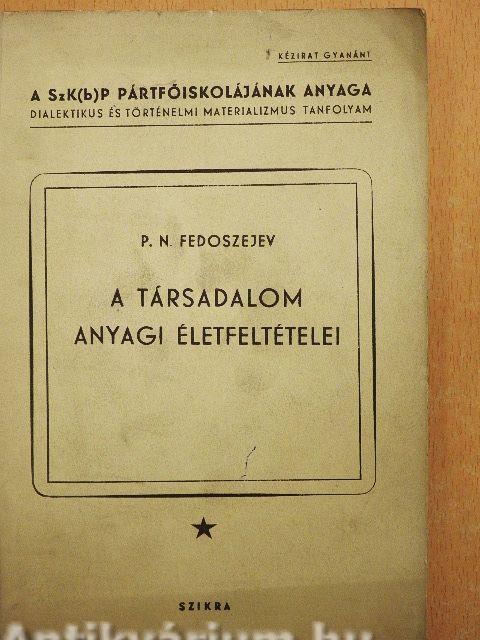 KÉZIRAT GYANÁNT
A SzK(b)P PÁRTFŐISKOLÁJÁNAK ANYAGA
DIALEKTIKUS ÉS TÖRTÉNELMI MATERIALIZMUS TANFOLYAM
P. N. FEDOSZEJEV
A TÁRSADALOM
ANYAGI ÉLETFELTÉTELEI
SZIKRA
Antikvárium.hu